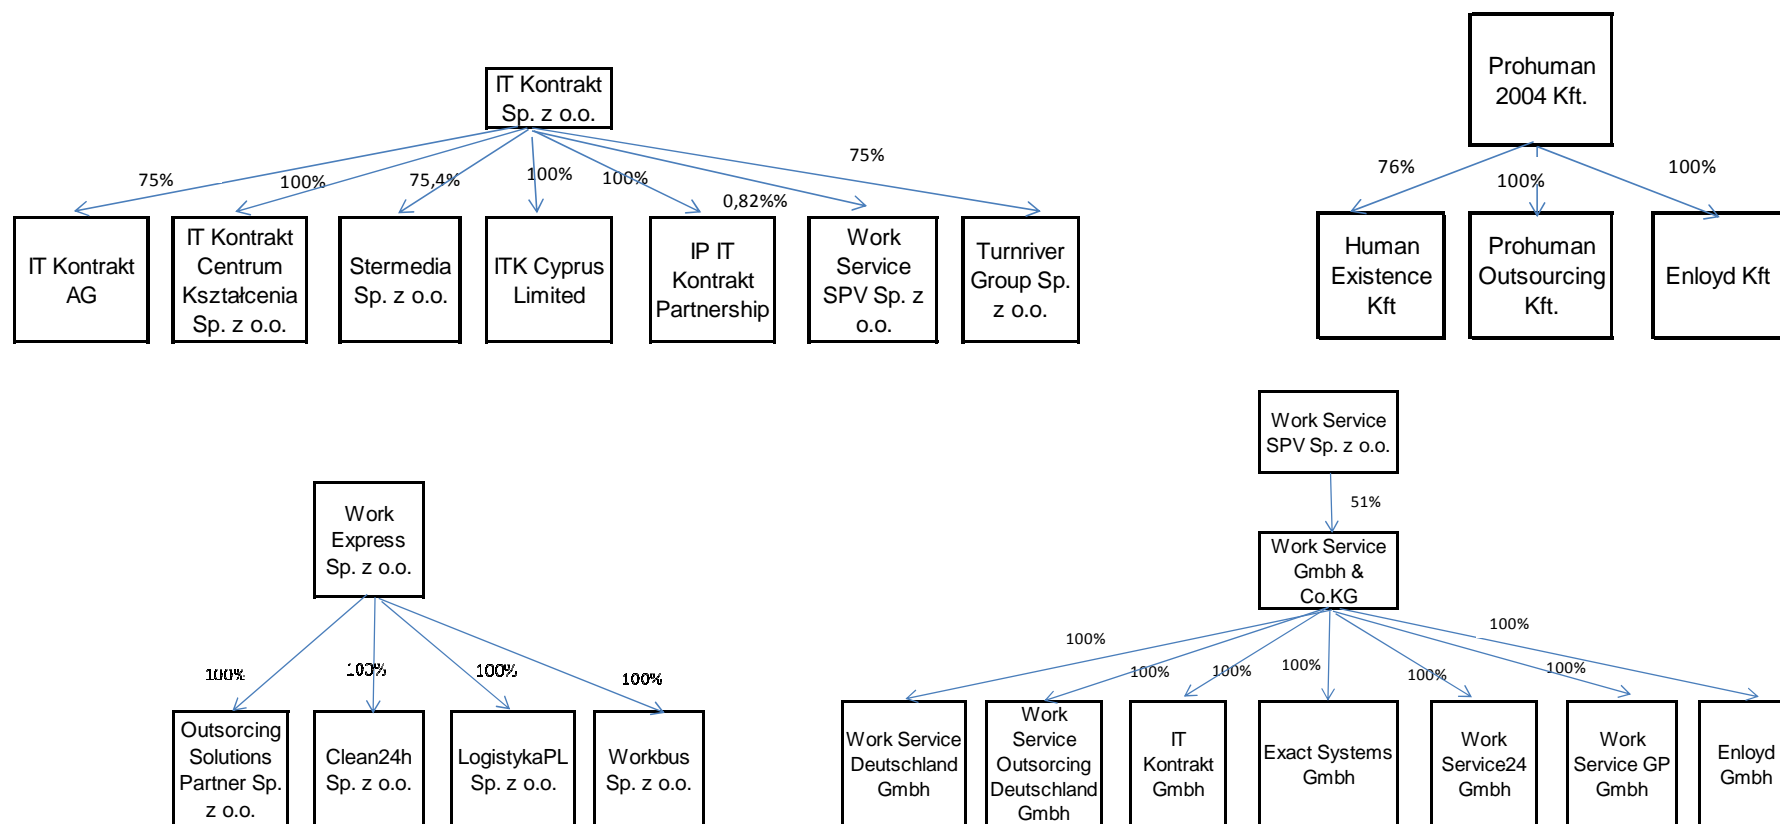 IT Kontrakt
Sp. z o.o.
75%
100%
75,4%
100%
100%
0,82%%
75%
IT Kontrakt
AG
IT Kontrakt
Centrum
Kształcenia
Sp. z o.o.
Stermedia
Sp. z o.o.
ITK Cyprus
Limited
IP IT
Kontrakt
Partnership
Work
Service
SPV Sp. z
o.o.
Turnriver
Group Sp.
z o.o.
Prohuman
2004 Kft.
76%
100%
100%
Human
Existence
Kft
Prohuman
Outsourcing
Kft.
Enloyd Kft
Work
Express
Sp. z o.o.
100%
100%
100%
100%
Outsorcing
Solutions
Partner Sp.
z o.o.
Clean24h
Sp. z o.o.
LogistykaPL
Sp. z o.o.
Workbus
Sp. z o.o.
Work Service
SPV Sp. z o.o.
51%
Work Service
Gmbh &
Co.KG
100%
100%
100%
100%
100%
100%
100%
Work Service
Deutschland
Gmbh
Work
Service
Outsorcing
Deutschland
Gmbh
IT
Kontrakt
Gmbh
Exact Systems
Gmbh
Work
Service24
Gmbh
Work
Service GP
Gmbh
Enloyd
Gmbh